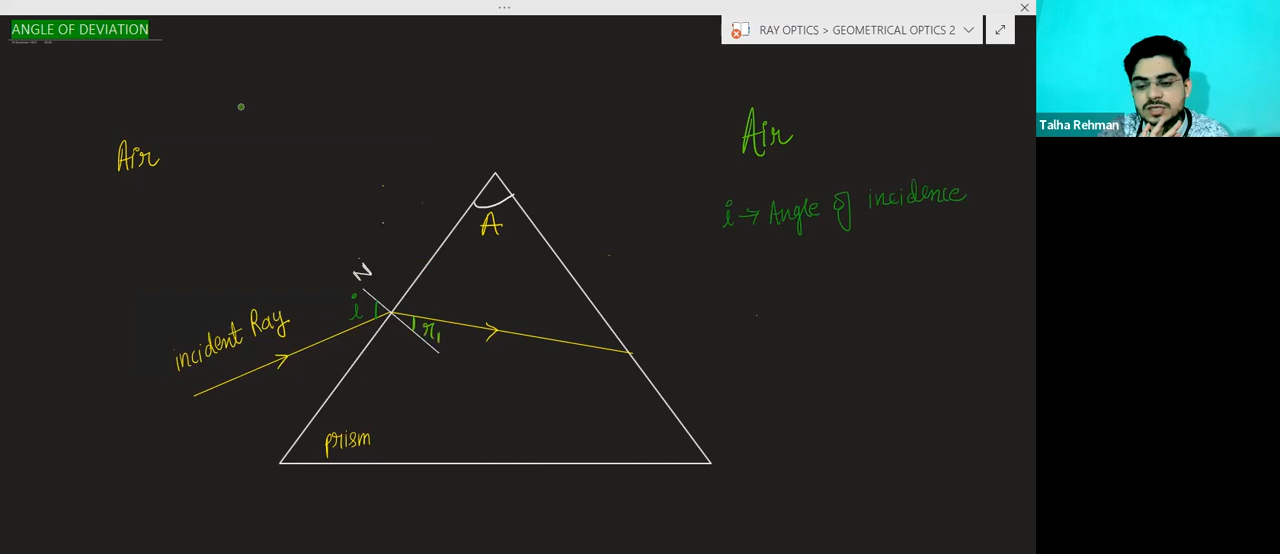 ANGLE OF DEVIATION
RAY OPTICS > GEOMETRICAL OPTICS 2
Talha Rehman
Air
Air
i → Angle of incidence
A
N
i
r₁
incident Ray
prism